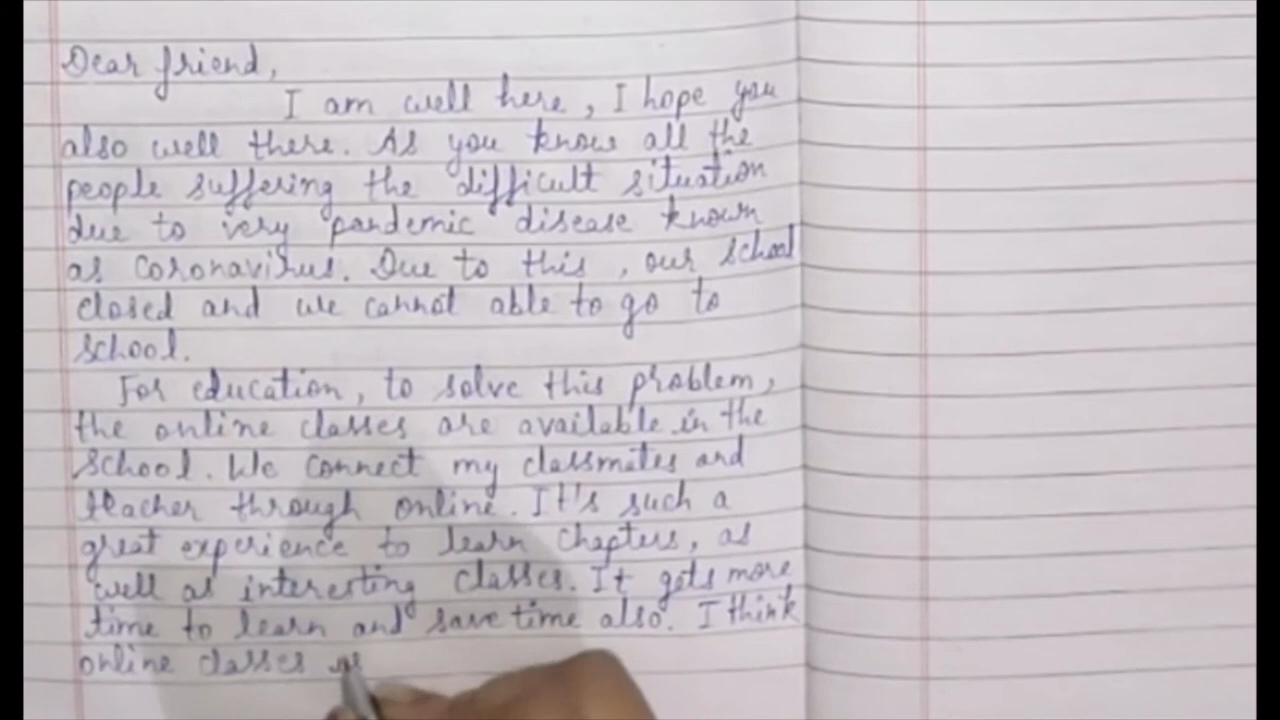 Dear friend,
I am well here, I hope you
also well there. As you know all the
people suffering the difficult situation
due to very pandemic disease known
as coronavirus. Due to this, our school
closed and we cannot able to go to
school.
For education, to solve this problem,
the online classes are available in the
school. We connect my classmates and
teacher through online. It's such a
great experience to learn chapters, as
well as interesting classes. It gets more
time to learn and save time also. I think
online classes